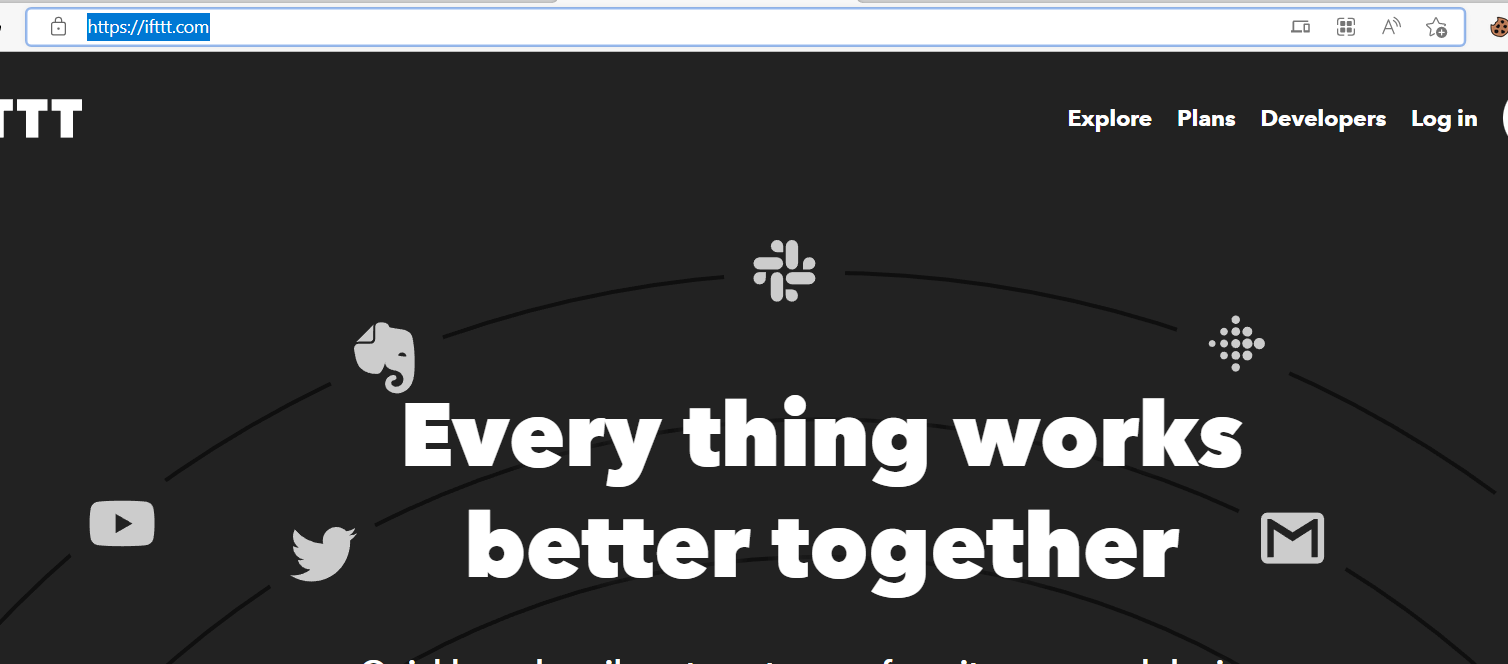 https://ifttt.com
TTT
Explore Plans Developers Log in
Every thing works
better together